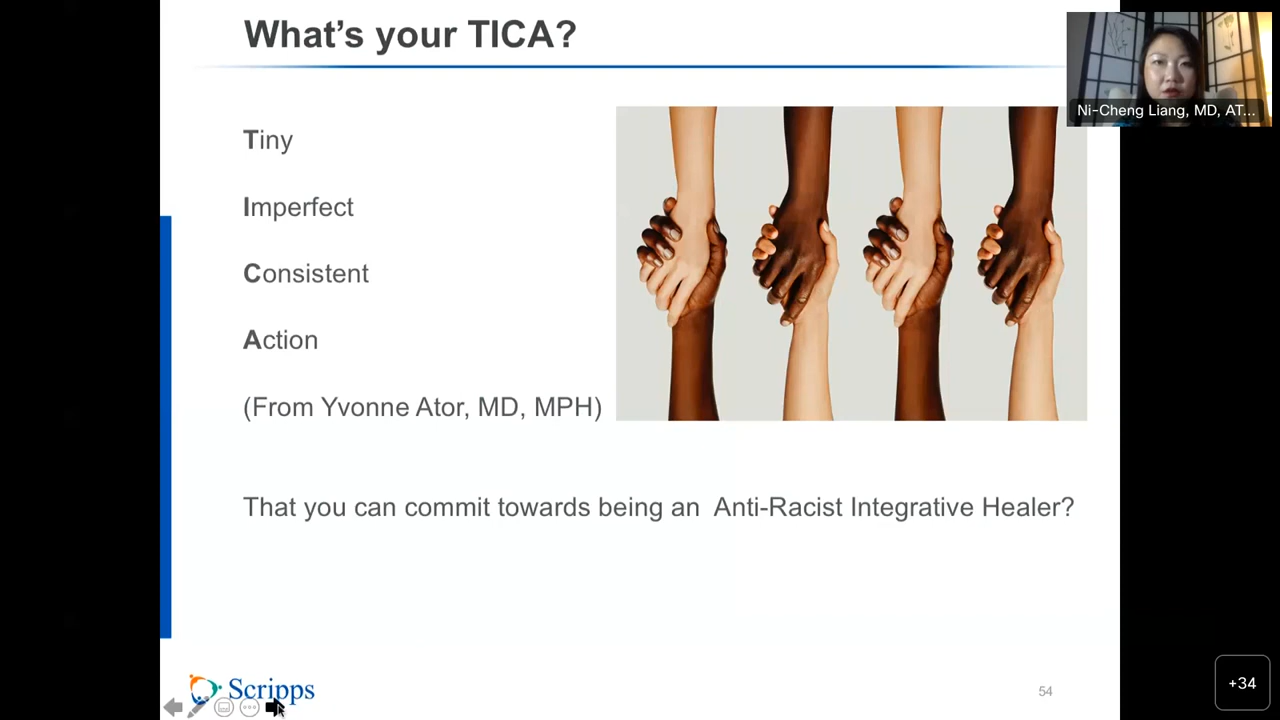 What's your TICA?
Ni-Cheng Liang, MD, AT...
Tiny
Imperfect
Consistent
Action
(From Yvonne Ator, MD, MPH)
That you can commit towards being an  Anti-Racist Integrative Healer?
Scripps
54
+34